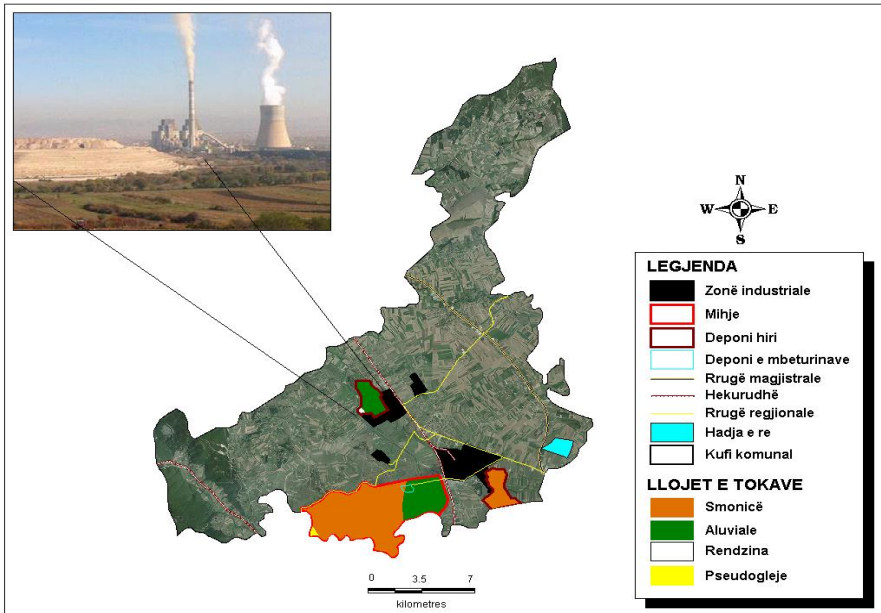 N
W E
S
LEGJENDA
Zonë industriale
Mihje
Deponi hiri
Deponi e mbeturinave
Rrugë magjistrale
Hekurudhë
Rrugë regjionale
Hadja e re
Kufi komunal
LLOJET E TOKAVE
Smonicë
Aluviale
Rendzina
Pseudogleje
0 3.5 7
kilometres